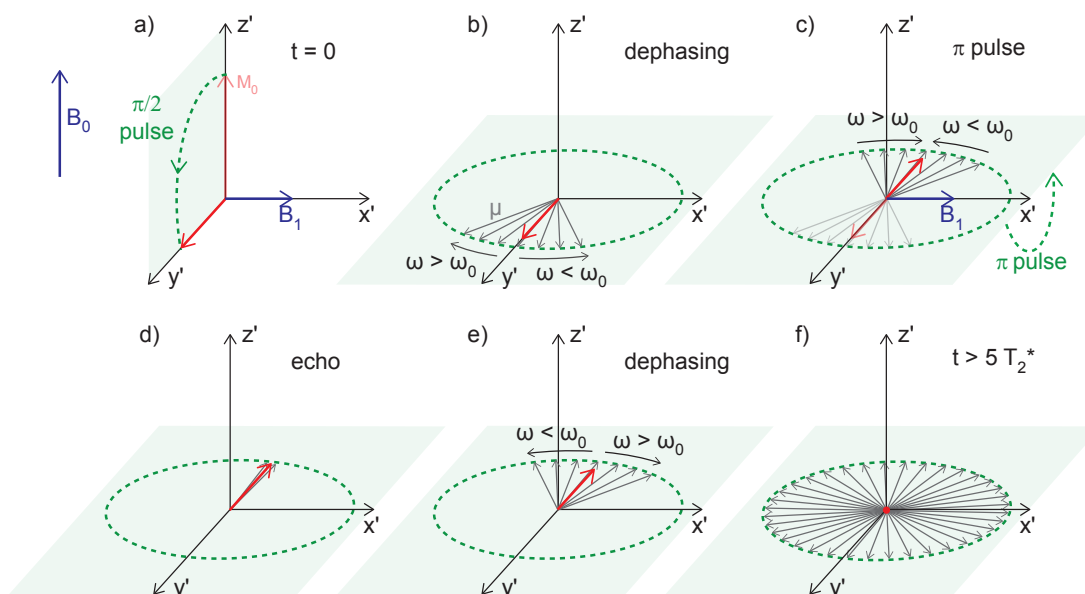 a)
z'
t = 0
B₀
π/2
pulse
M₀
B₁
x'
y'
b)
z'
dephasing
μ
x'
ω > ω₀
ω < ω₀
y'
c)
z'
π pulse
ω > ω₀
ω < ω₀
x'
B₁
π pulse
y'
d)
z'
echo
x'
y'
e)
z'
dephasing
ω < ω₀
ω > ω₀
x'
y'
f)
z'
t > 5 T₂*
x'
y'